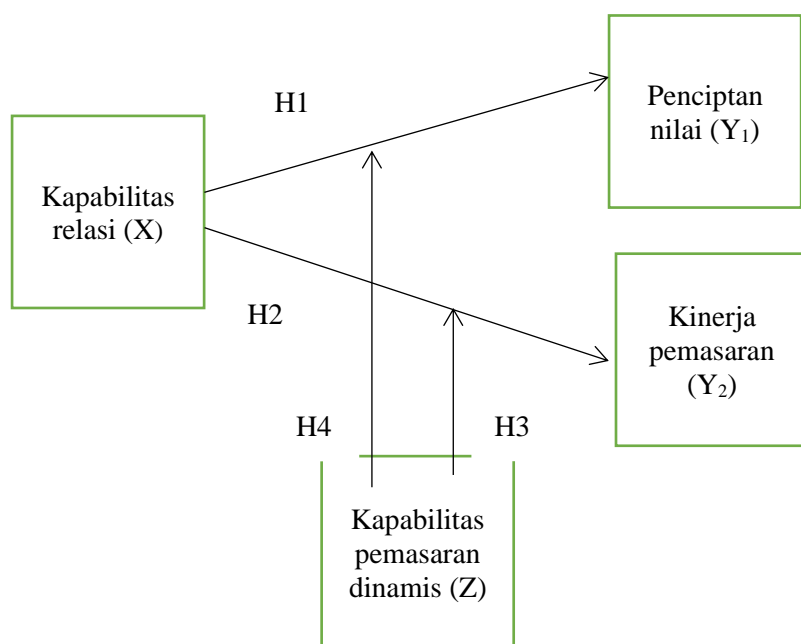 H1
Penciptan
nilai (Y₁)
Kapabilitas
relasi (X)
H2
Kinerja
pemasaran
(Y₂)
H4
H3
Kapabilitas
pemasaran
dinamis (Z)